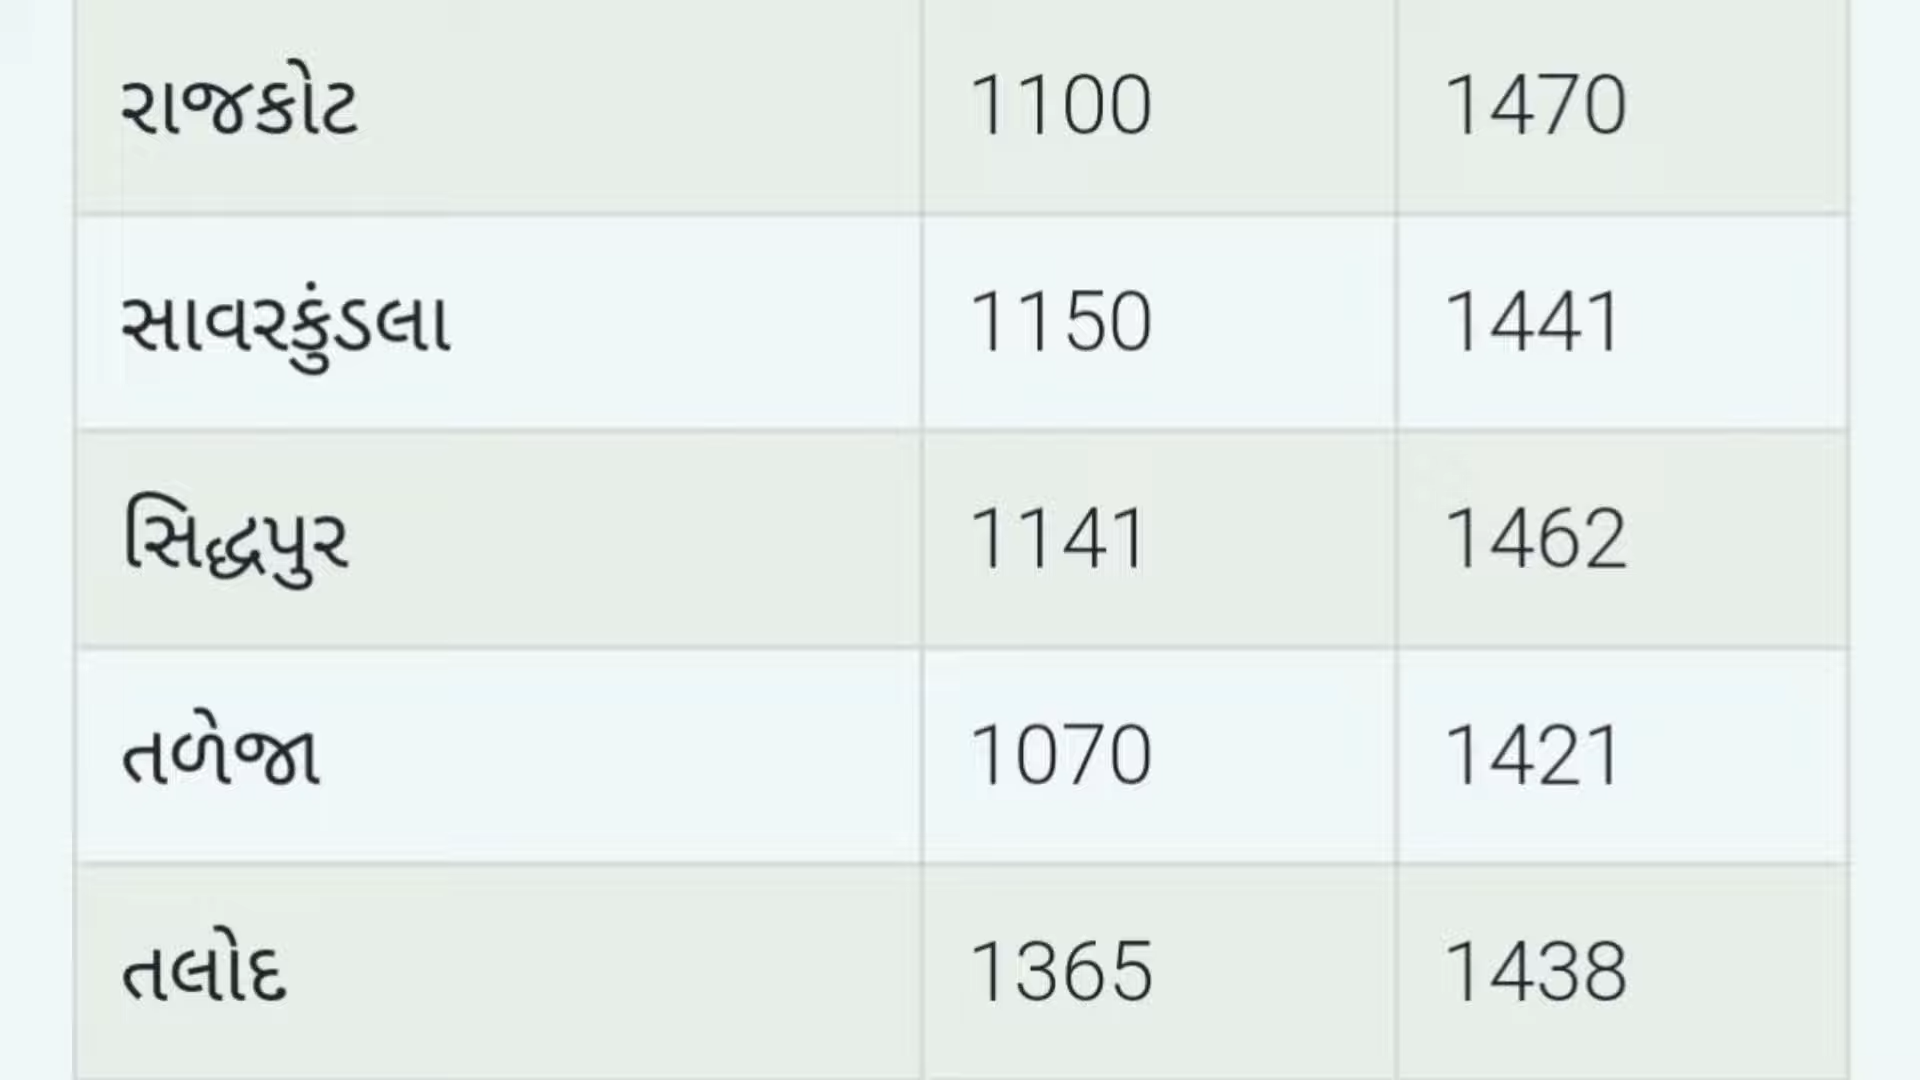 રાજકોટ 1100 1470
સાવરકુંડલા 1150 1441
સિદ્ધપુર 1141 1462
તળેજા 1070 1421
તલોદ 1365 1438